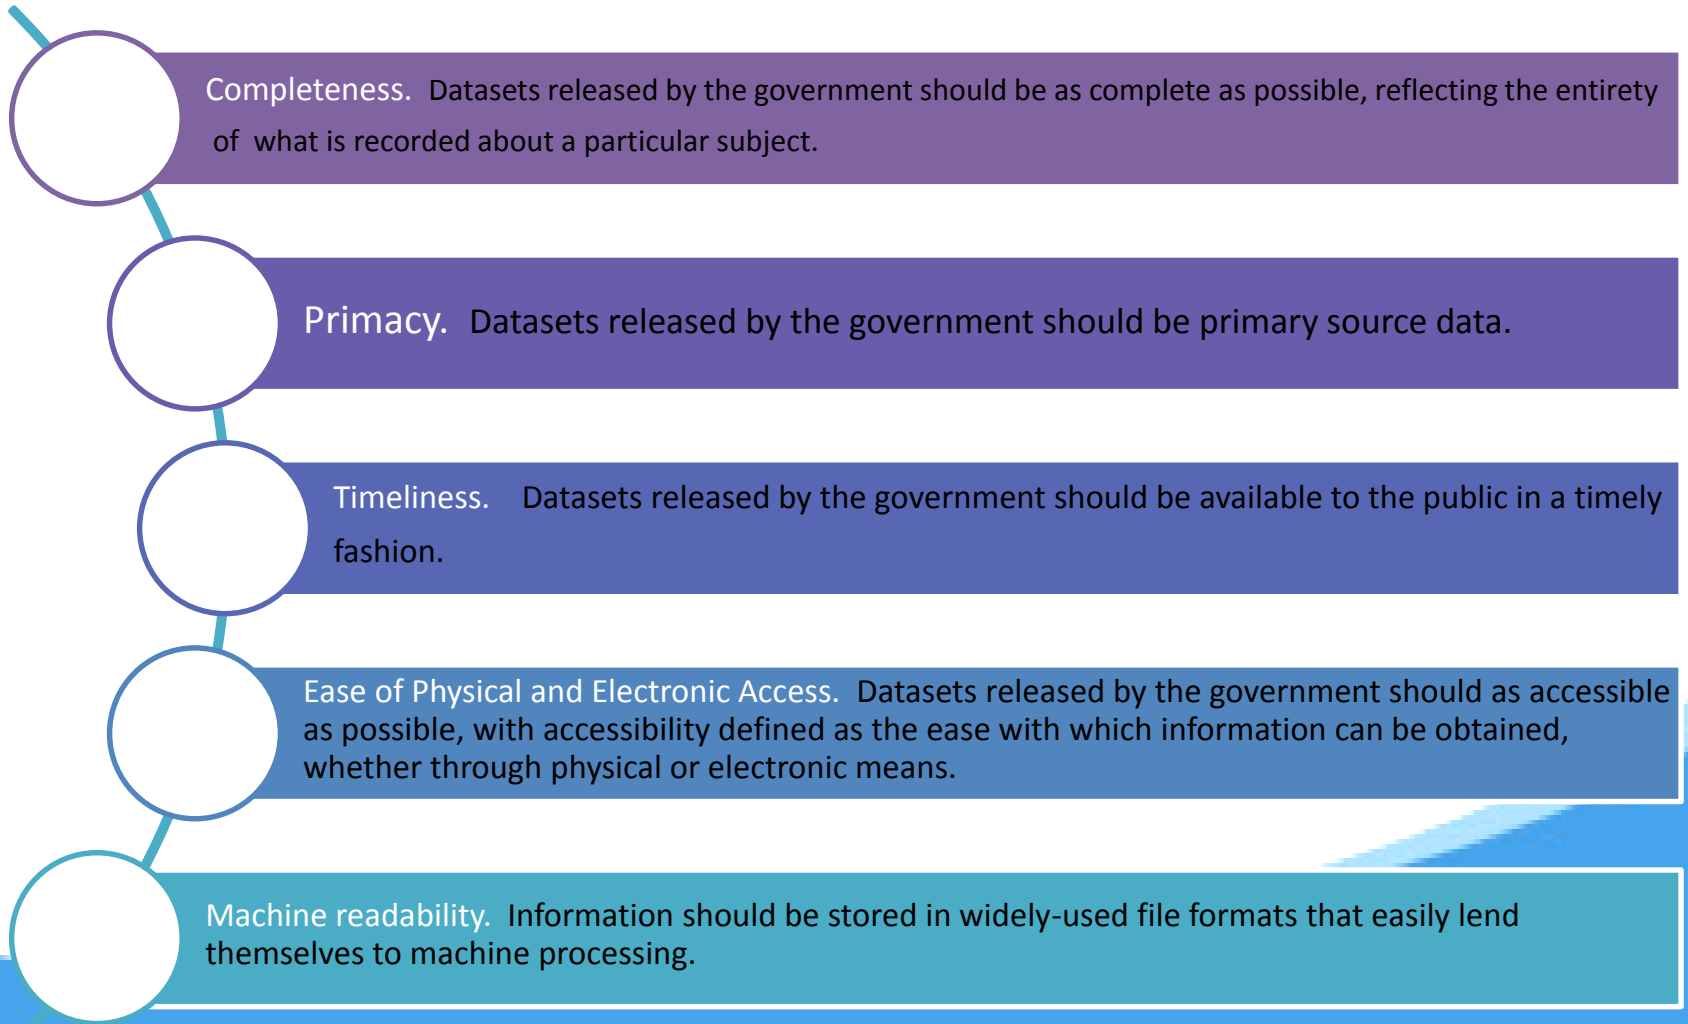 Completeness. Datasets released by the government should be as complete as possible, reflecting the entirety
of what is recorded about a particular subject.
Primacy. Datasets released by the government should be primary source data.
Timeliness. Datasets released by the government should be available to the public in a timely
fashion.
Ease of Physical and Electronic Access. Datasets released by the government should as accessible
as possible, with accessibility defined as the ease with which information can be obtained,
whether through physical or electronic means.
Machine readability. Information should be stored in widely-used file formats that easily lend
themselves to machine processing.